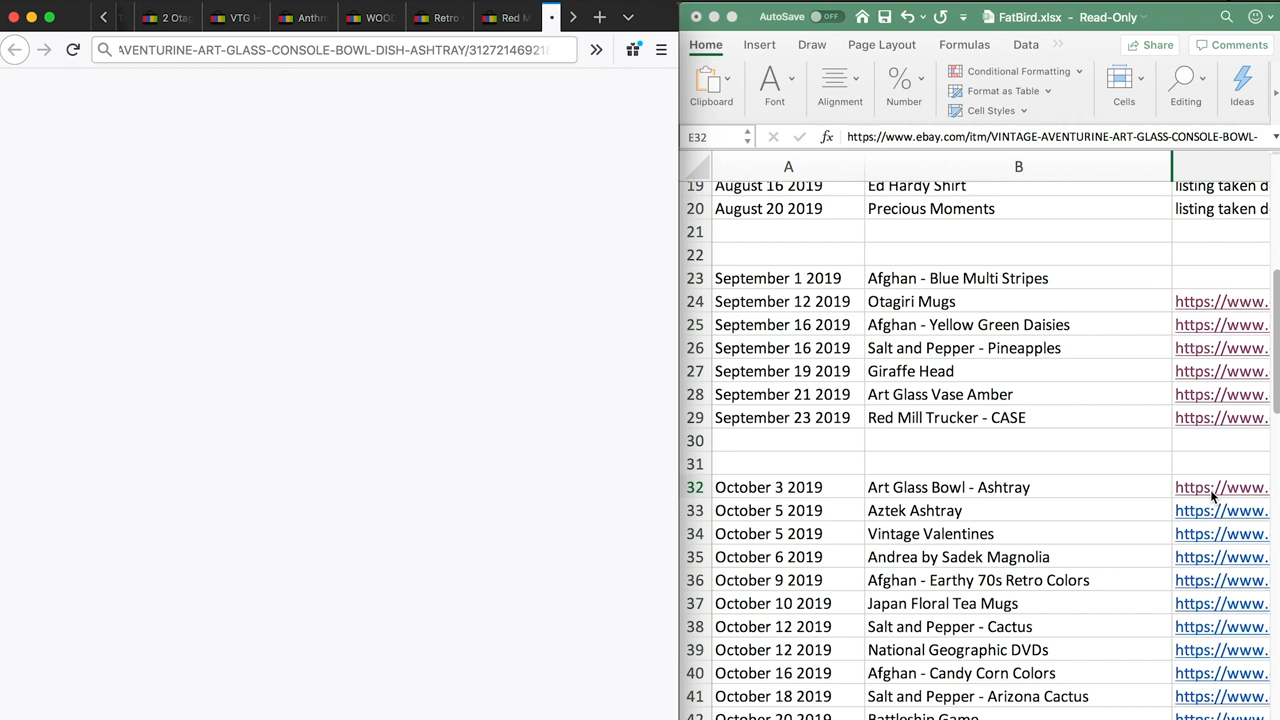 2 Otag
VTG H
Anthro
WOOD
Retro
Red M
AVENTURINE-ART-GLASS-CONSOLE-BOWL-DISH-ASHTRAY/312721469218
AutoSave OFF
FatBird.xlsx - Read-Only
Home Insert Draw Page Layout Formulas Data Share Comments
Clipboard
Font
Alignment
Number
Conditional Formatting
Format as Table
Cell Styles
Cells
Editing
Ideas
E32 fx https://www.ebay.com/itm/VINTAGE-AVENTURINE-ART-GLASS-CONSOLE-BOWL-
A B
19 August 16 2019 Ed Hardy Shirt listing taken d
20 August 20 2019 Precious Moments listing taken d
21
22
23 September 1 2019 Afghan - Blue Multi Stripes
24 September 12 2019 Otagiri Mugs https://www.
25 September 16 2019 Afghan - Yellow Green Daisies https://www.
26 September 16 2019 Salt and Pepper - Pineapples https://www.
27 September 19 2019 Giraffe Head https://www.
28 September 21 2019 Art Glass Vase Amber https://www.
29 September 23 2019 Red Mill Trucker - CASE https://www.
30
31
32 October 3 2019 Art Glass Bowl - Ashtray https://www.
33 October 5 2019 Aztek Ashtray https://www.
34 October 5 2019 Vintage Valentines https://www.
35 October 6 2019 Andrea by Sadek Magnolia https://www.
36 October 9 2019 Afghan - Earthy 70s Retro Colors https://www.
37 October 10 2019 Japan Floral Tea Mugs https://www.
38 October 12 2019 Salt and Pepper - Cactus https://www.
39 October 12 2019 National Geographic DVDs https://www.
40 October 16 2019 Afghan - Candy Corn Colors https://www.
41 October 18 2019 Salt and Pepper - Arizona Cactus https://www.
42 October 20 2019 Battleship Game https://www.